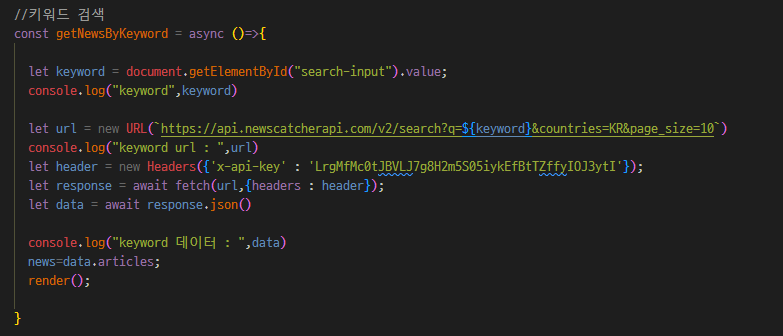 //키워드 검색
const getNewsByKeyword = async ()=>{
let keyword = document.getElementById("search-input").value;
console.log("keyword",keyword)
let url = new URL(`https://api.newscatcherapi.com/v2/search?q=${keyword}&countries=KR&page_size=10`)
console.log("keyword url : ",url)
let header = new Headers({'x-api-key' : 'LrgMfMc0tJBVLJ7g8H2m5S05iykEfBtTZffyIOJ3ytI'});
let response = await fetch(url,{headers : header});
let data = await response.json()
console.log("keyword 데이터 : ",data)
news=data.articles;
render();
}